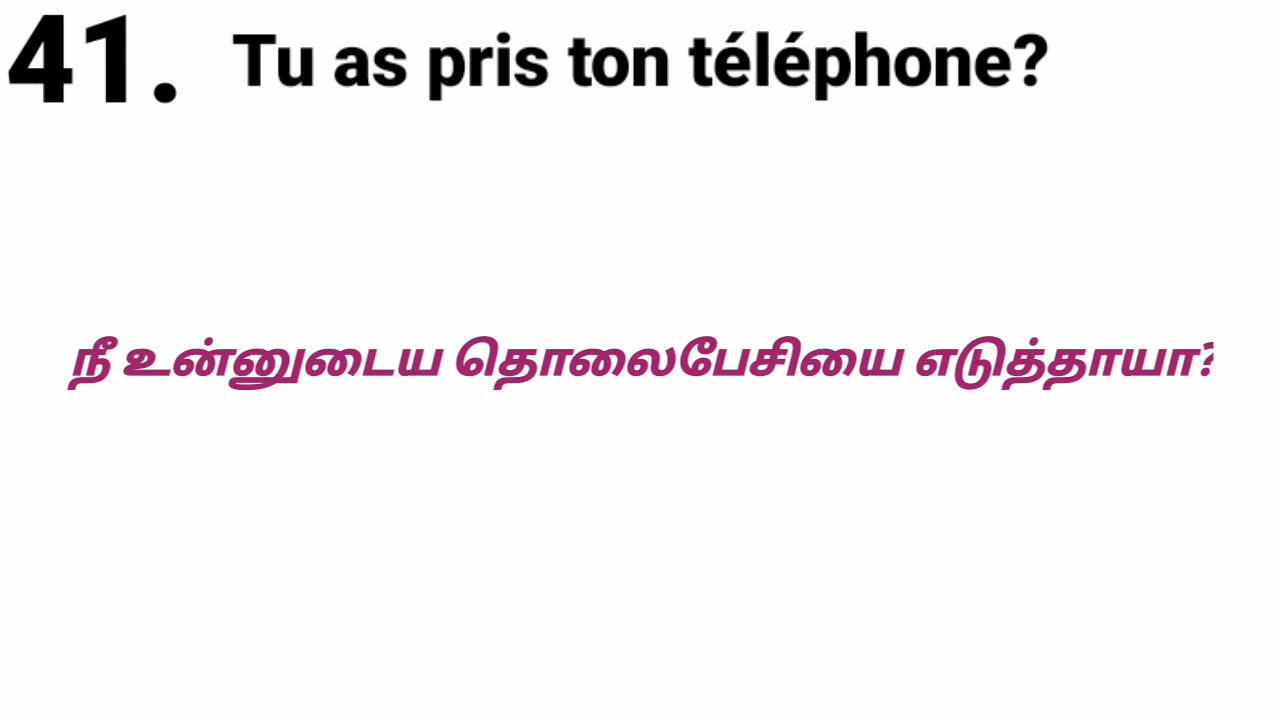 41. Tu as pris ton téléphone?
நீ உன்னுடைய தொலைபேசியை எடுத்தாயா?